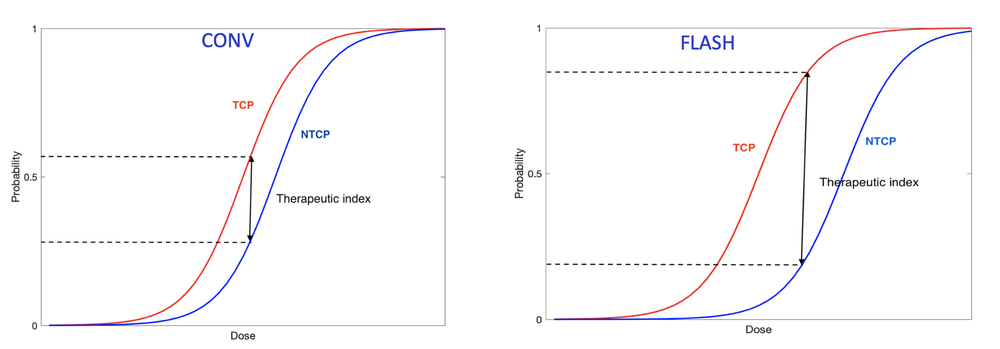 CONV
1
TCP
NTCP
Probability
0.5
Therapeutic index
0
Dose
FLASH
1
TCP
NTCP
Probability
0.5
Therapeutic index
0
Dose